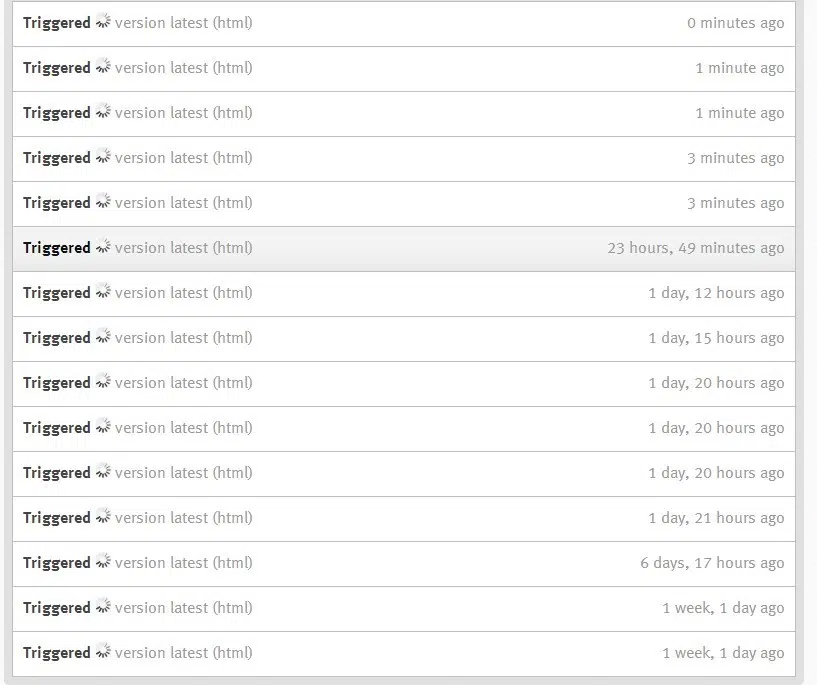 Triggered version latest (html) 0 minutes ago
Triggered version latest (html) 1 minute ago
Triggered version latest (html) 1 minute ago
Triggered version latest (html) 3 minutes ago
Triggered version latest (html) 3 minutes ago
Triggered version latest (html) 23 hours, 49 minutes ago
Triggered version latest (html) 1 day, 12 hours ago
Triggered version latest (html) 1 day, 15 hours ago
Triggered version latest (html) 1 day, 20 hours ago
Triggered version latest (html) 1 day, 20 hours ago
Triggered version latest (html) 1 day, 20 hours ago
Triggered version latest (html) 1 day, 21 hours ago
Triggered version latest (html) 6 days, 17 hours ago
Triggered version latest (html) 1 week, 1 day ago
Triggered version latest (html) 1 week, 1 day ago